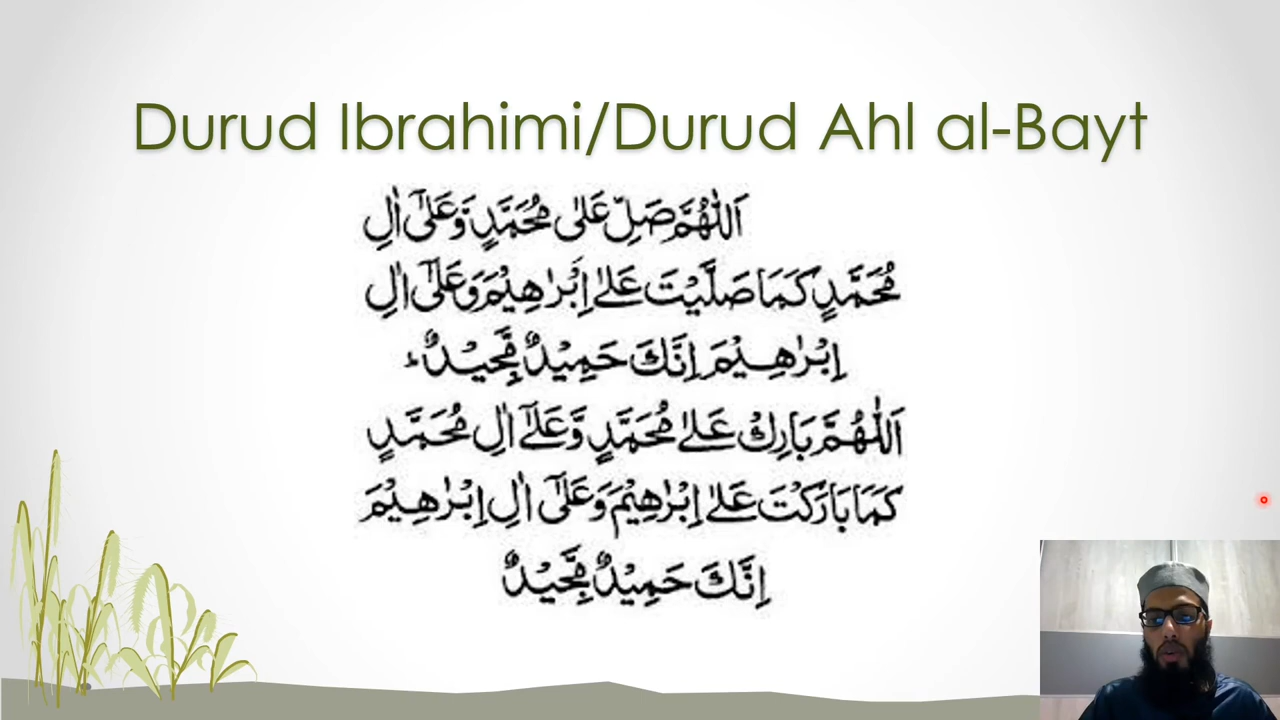 Durud Ibrahimi/Durud Ahl al-Bayt
اَللّٰهُمَّ صَلِّ عَلٰى مُحَمَّدٍ وَّعَلٰٓى اٰلِ
مُحَمَّدٍ كَمَا صَلَّيْتَ عَلٰى اِبْرٰهِيْمَ وَعَلٰٓى اٰلِ
اِبْرٰهِيْمَ اِنَّكَ حَمِيْدٌ مَّجِيْدٌ ۔
اَللّٰهُمَّ بَارِكْ عَلٰى مُحَمَّدٍ وَّعَلٰٓى اٰلِ مُحَمَّدٍ
كَمَا بَارَكْتَ عَلٰى اِبْرٰهِيْمَ وَعَلٰٓى اٰلِ اِبْرٰهِيْمَ
اِنَّكَ حَمِيْدٌ مَّجِيْدٌ